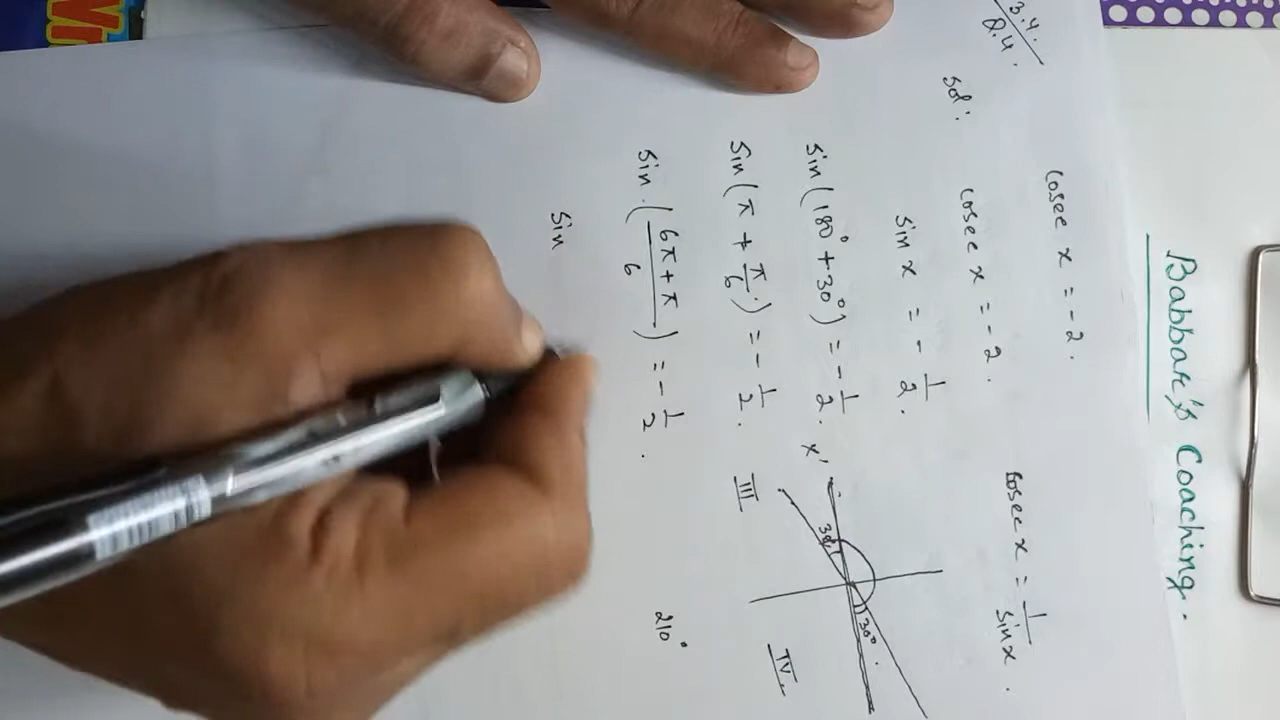 Babbar's Coaching.
3.4.
Q.4.
cosec x = -2.
cosec x = 1/sin x.
Sol:
cosec x = -2.
sin x = - 1/2.
sin (180° + 30°) = - 1/2.
x'
30°
30°.
sin (π + π/6) = - 1/2.
III
IV
sin (6π + π/6) = - 1/2.
210°
sin